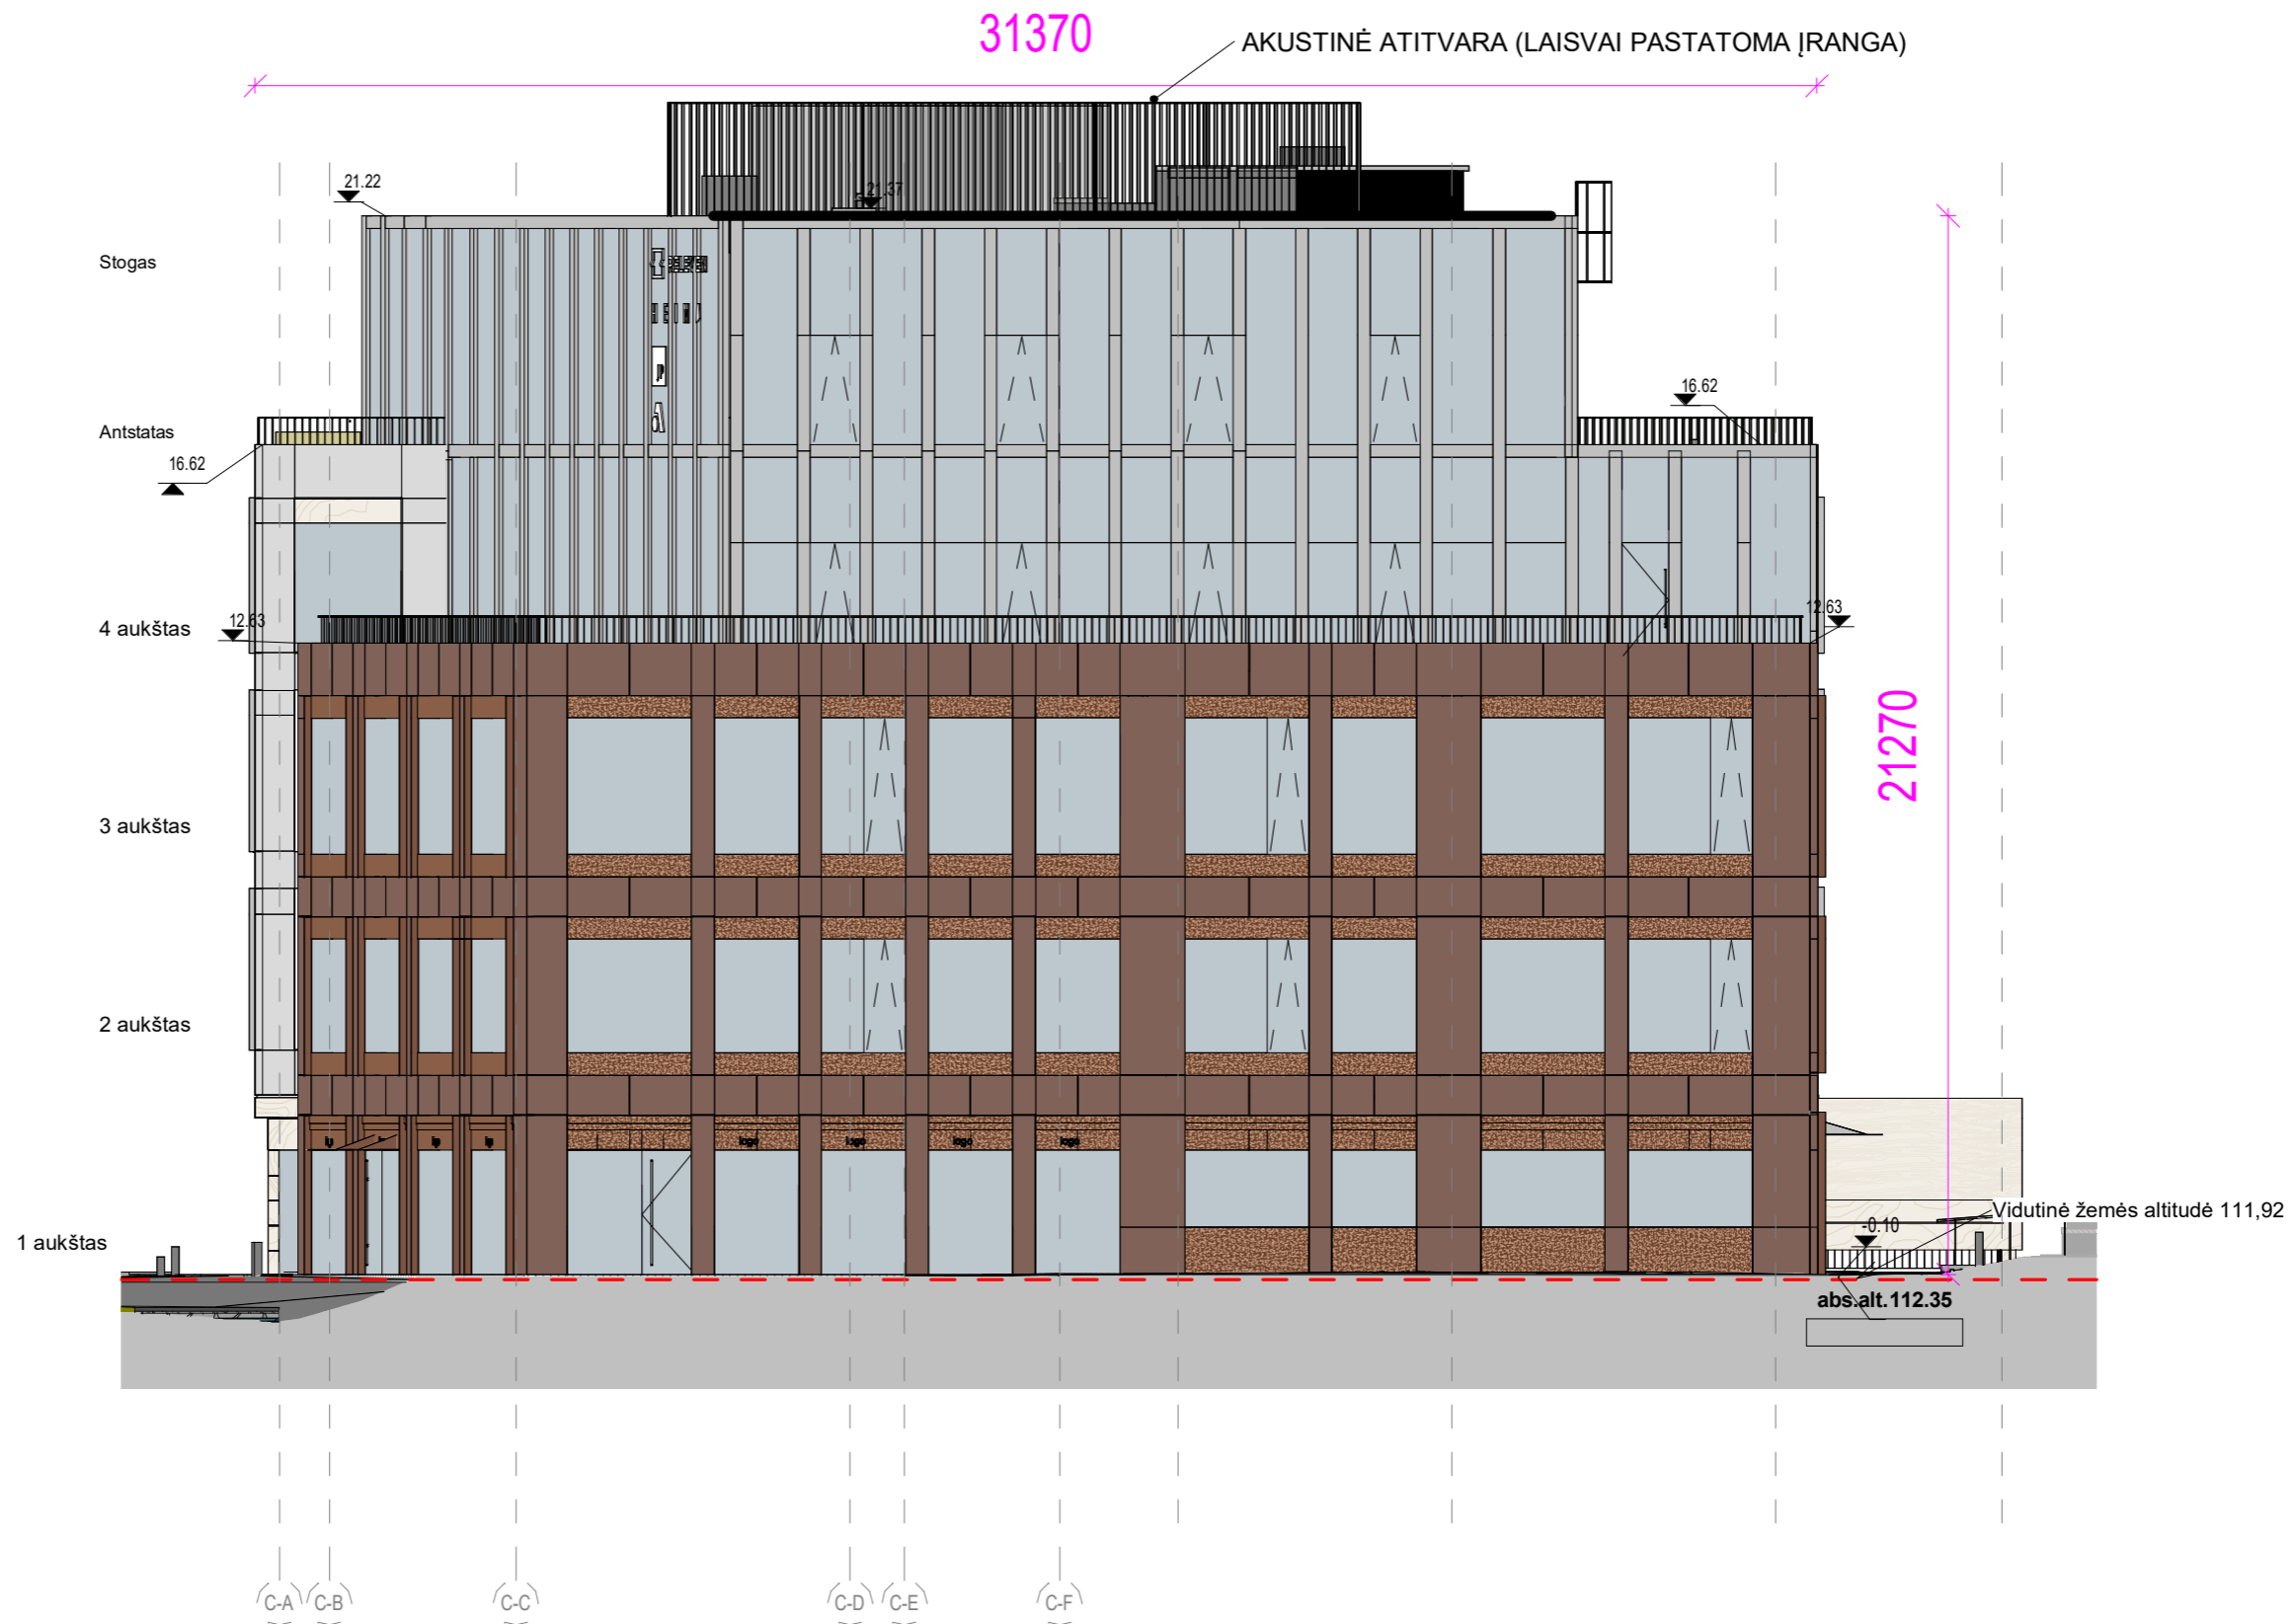 31370
AKUSTINĖ ATITVARA (LAISVAI PASTATOMA ĮRANGA)
21.22
21.37
Stogas
16.62
Antstatas
16.62
12.63
12.63
4 aukštas
21270
3 aukštas
2 aukštas
logo
logo
logo
logo
Vidutinė žemės altitudė 111,92
-0.10
1 aukštas
abs.alt.112.35
C-A
C-B
C-C
C-D
C-E
C-F